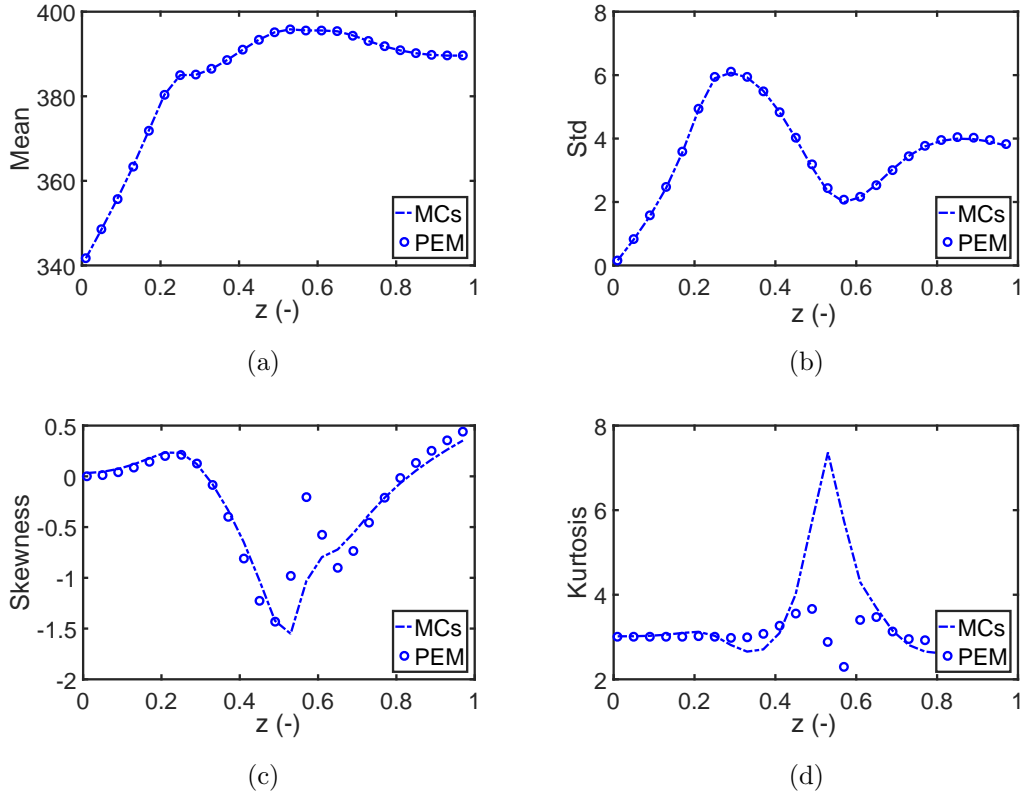 400
380
360
340
Mean
0 0.2 0.4 0.6 0.8 1
z (-)
MCs
PEM
(a)
8
6
4
2
0
Std
0 0.2 0.4 0.6 0.8 1
z (-)
MCs
PEM
(b)
0.5
0
-0.5
-1
-1.5
-2
Skewness
0 0.2 0.4 0.6 0.8 1
z (-)
MCs
PEM
(c)
8
6
4
2
Kurtosis
0 0.2 0.4 0.6 0.8 1
z (-)
MCs
PEM
(d)